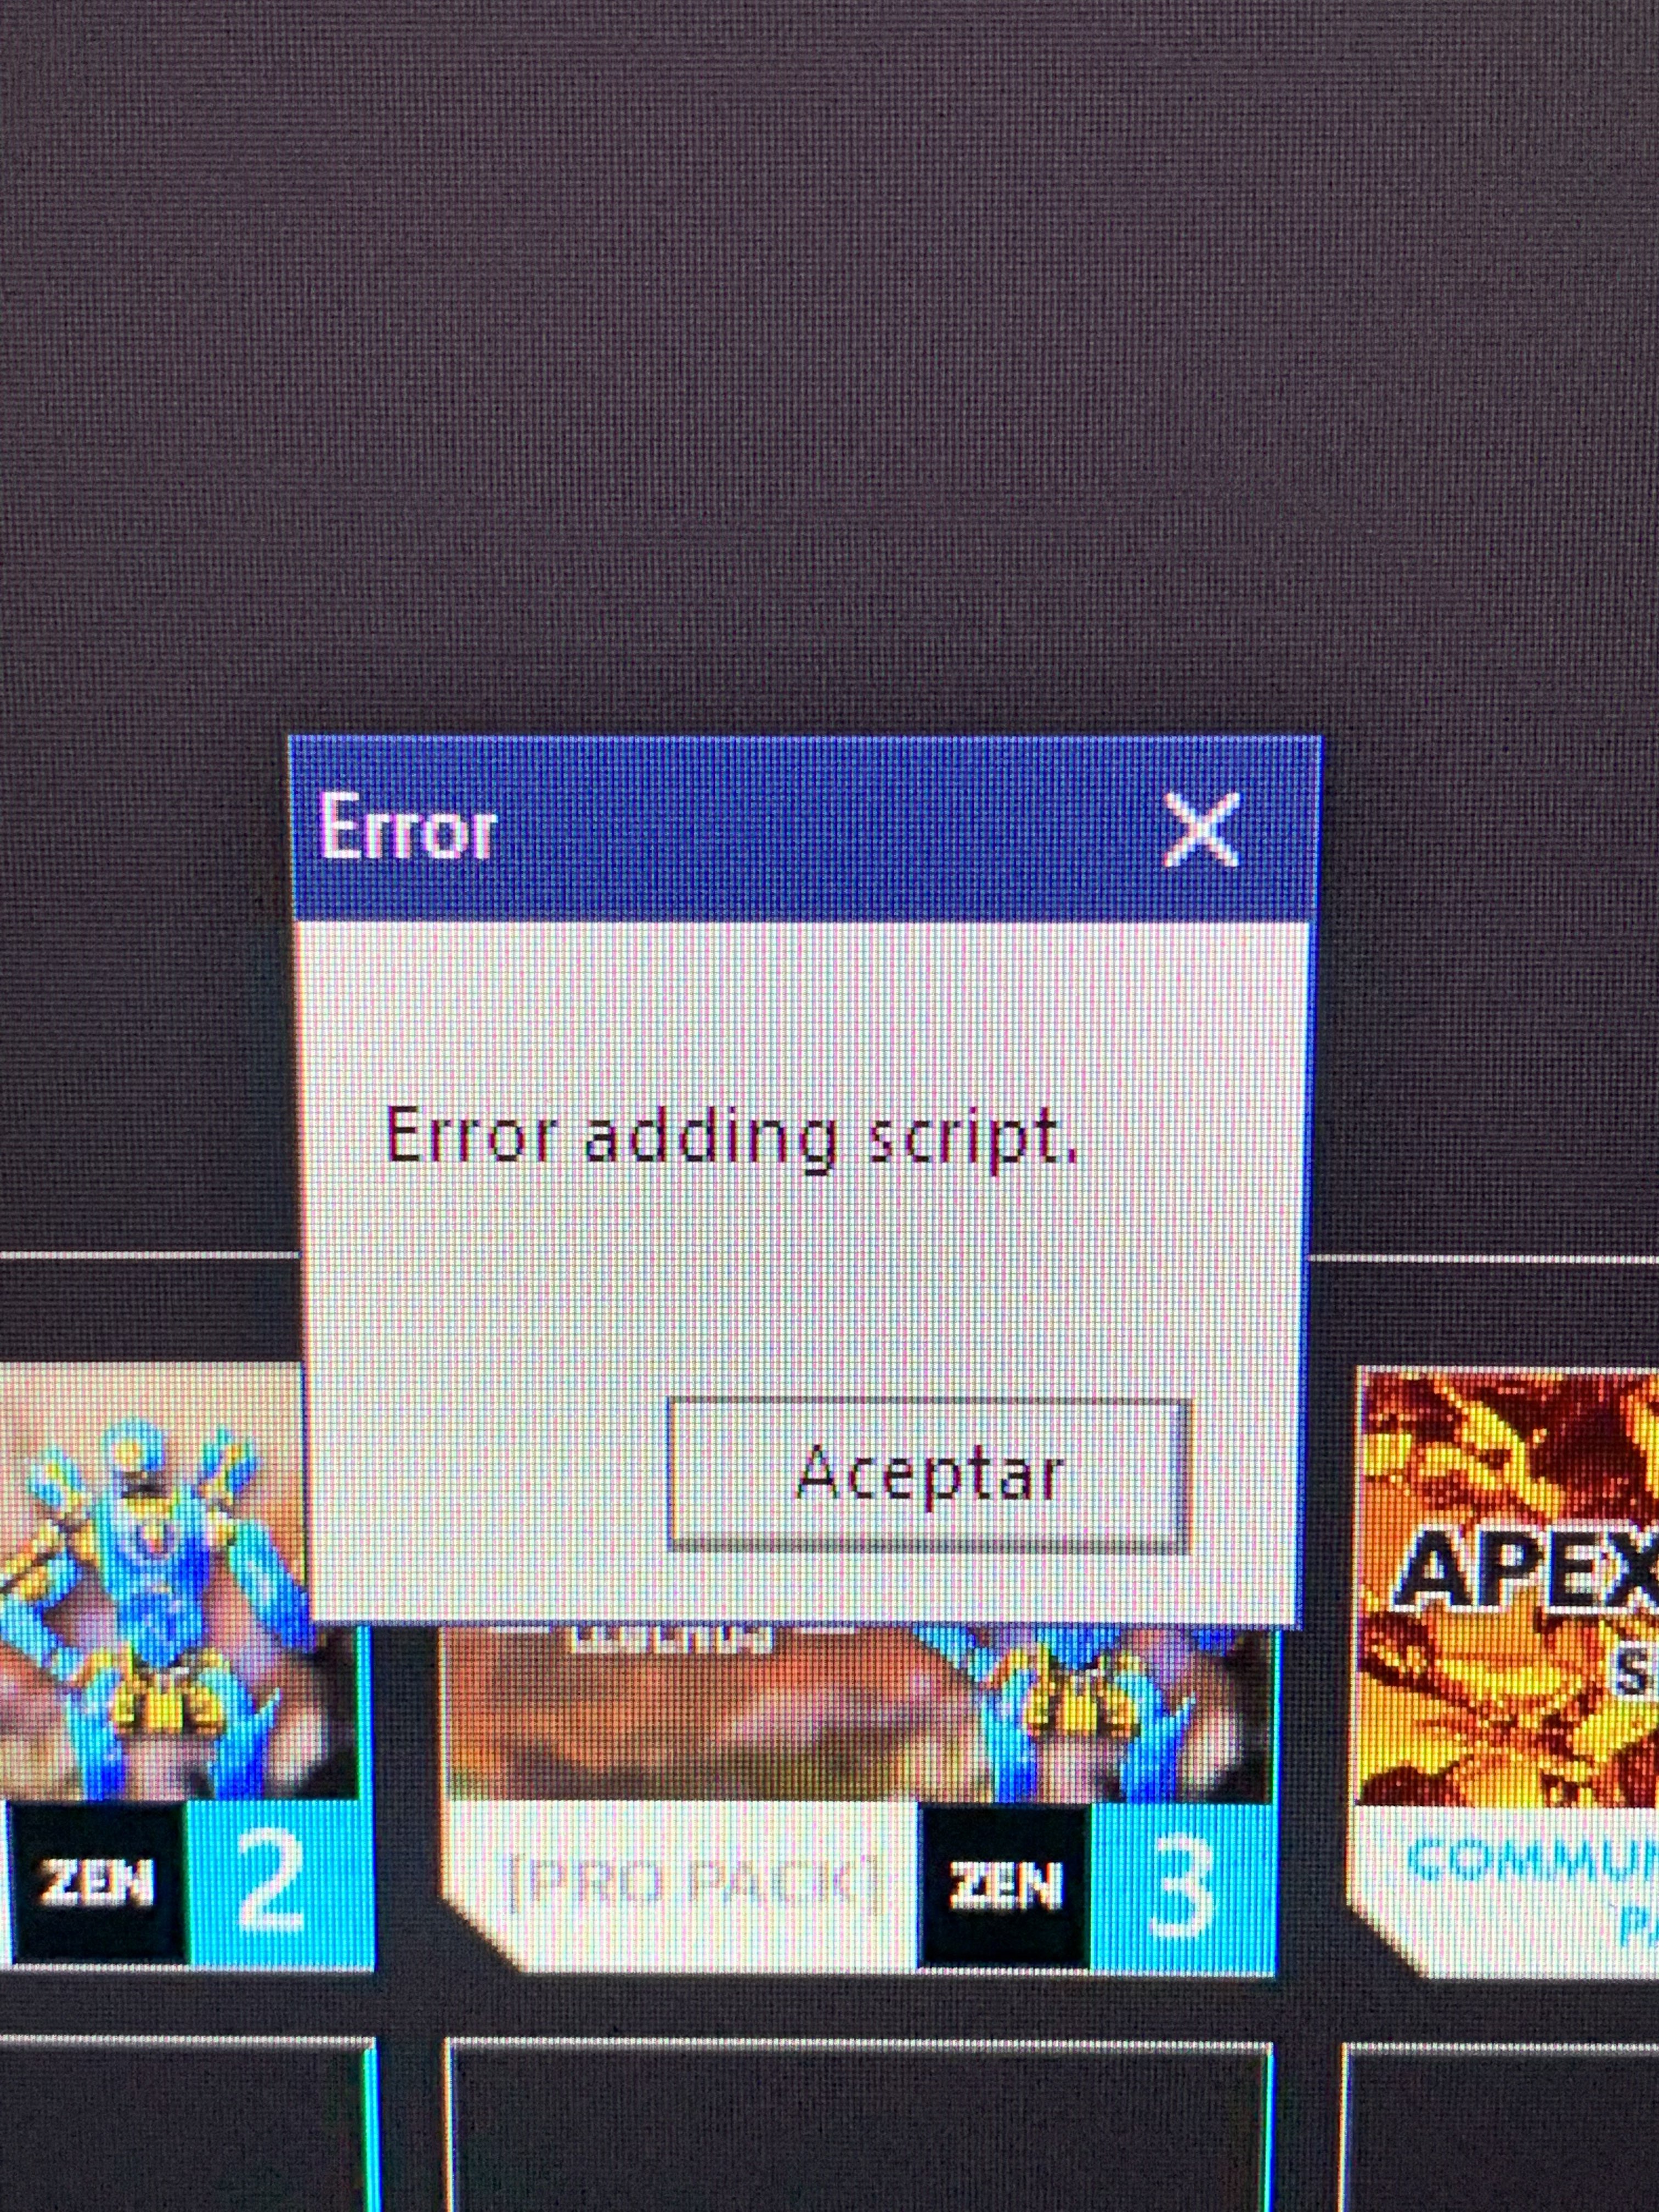 Error
Error adding script.
Aceptar
APEX
ZEN
2
[PRO PACK]
ZEN
3